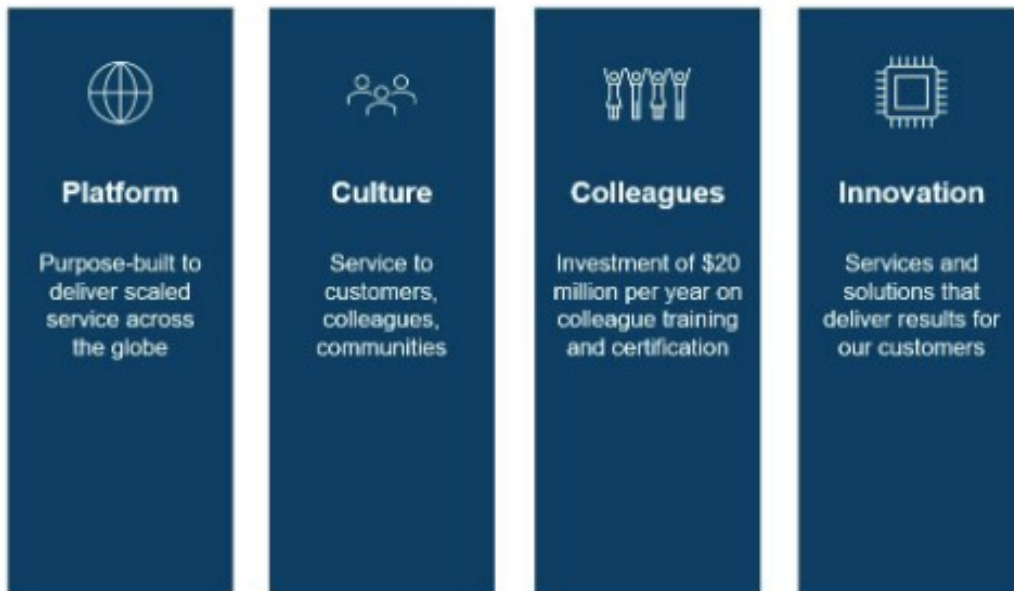 Platform
Purpose-built to
deliver scaled
service across
the globe
Culture
Service to
customers,
colleagues,
communities
Colleagues
Investment of $20
million per year on
colleague training
and certification
Innovation
Services and
solutions that
deliver results for
our customers